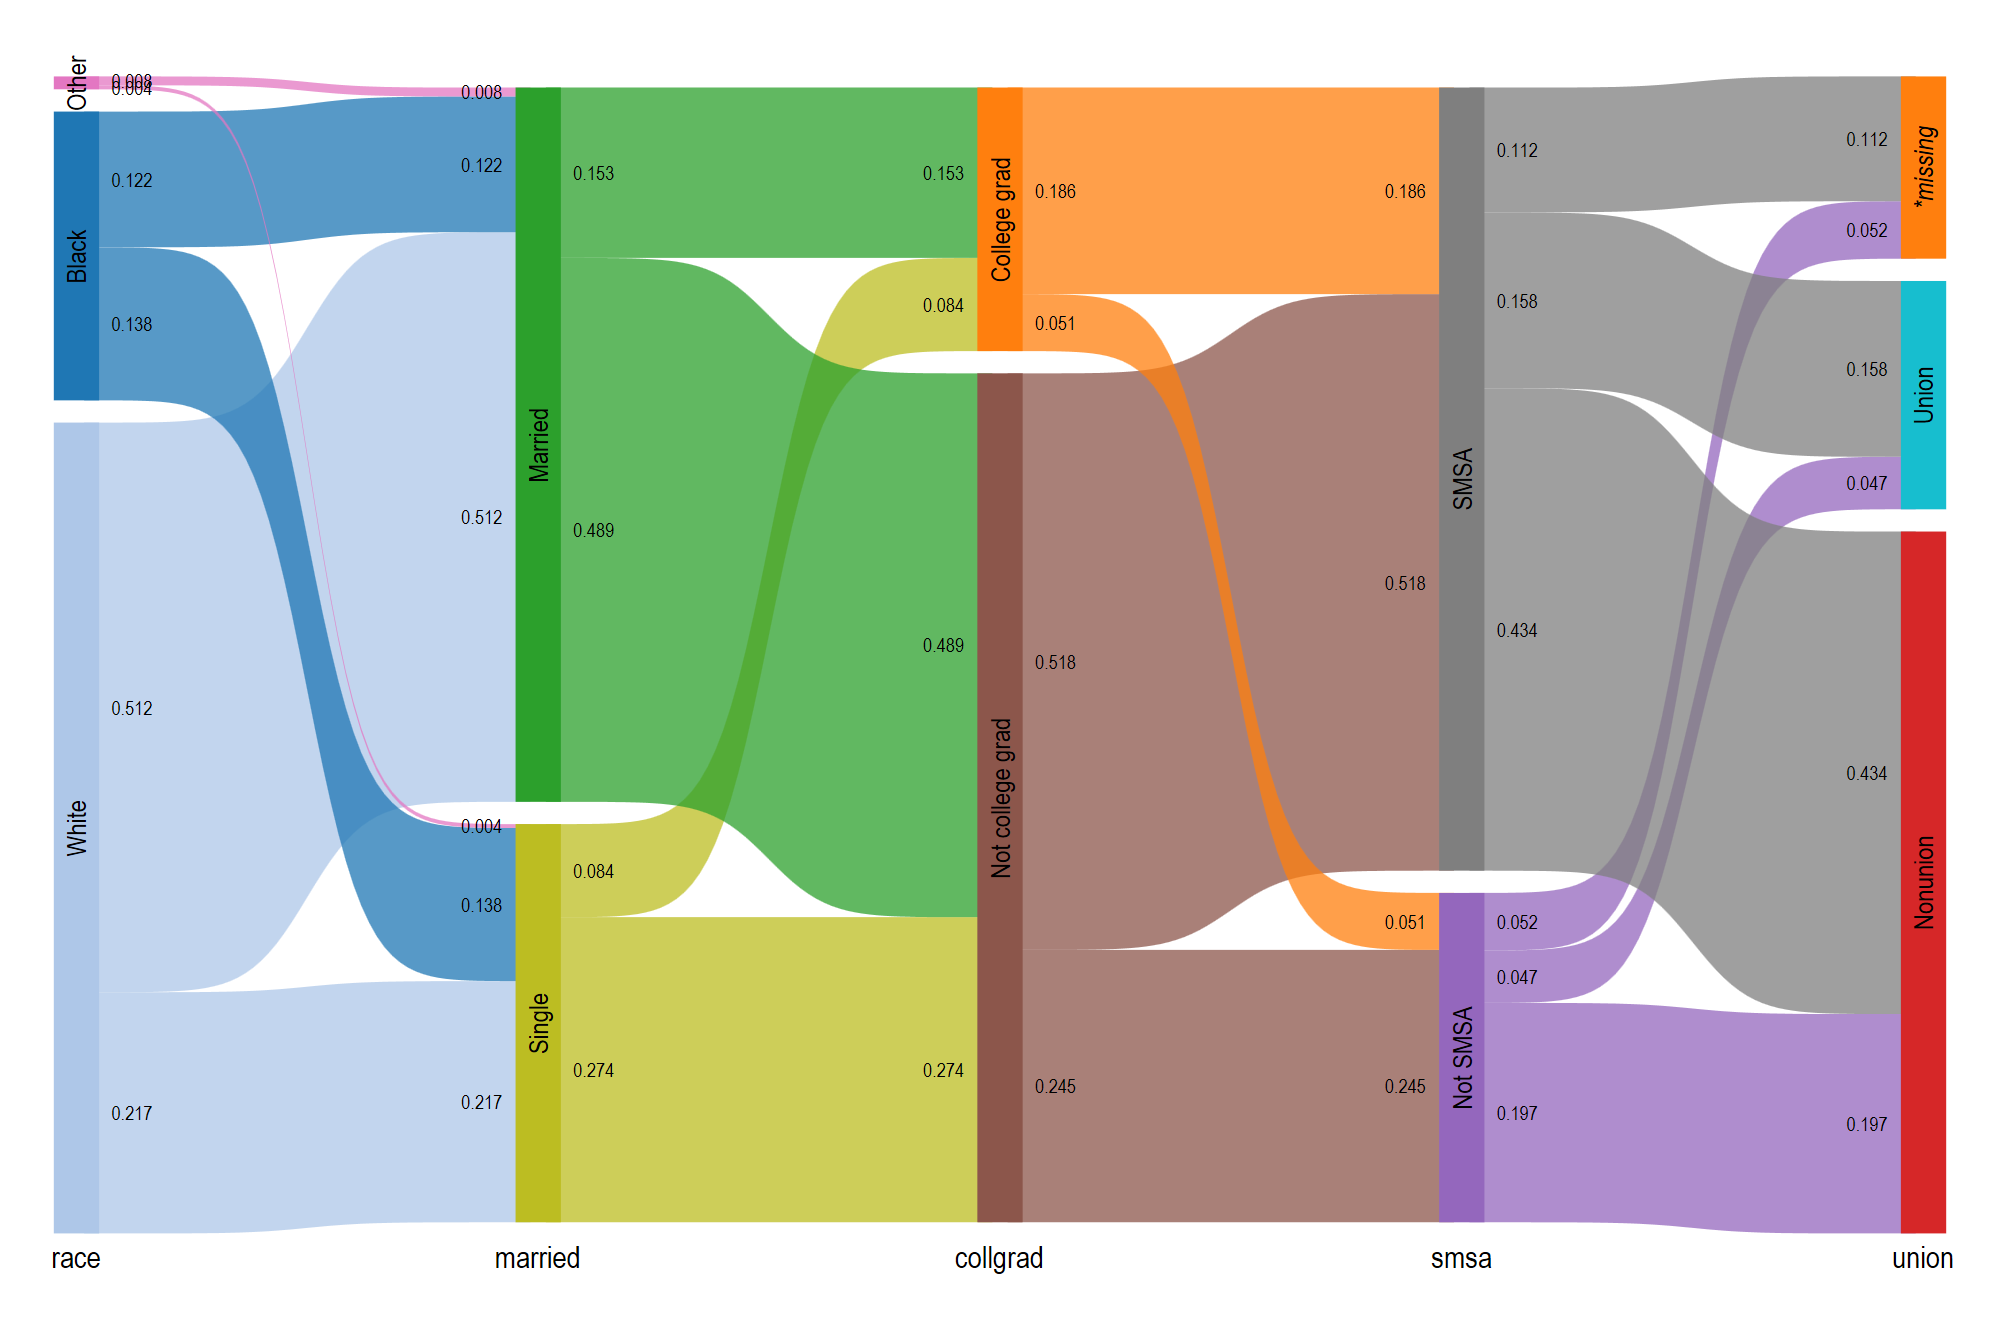 Other
0.008
0.004
Black
0.122
0.138
White
0.512
0.217
race
0.008
0.122
0.512
Married
0.153
0.489
0.004
0.138
0.217
Single
0.084
0.274
married
0.153
0.084
College grad
0.186
0.051
0.489
0.274
Not college grad
0.518
0.245
collgrad
0.186
0.518
SMSA
0.112
0.158
0.434
0.051
0.245
Not SMSA
0.052
0.047
0.197
smsa
0.112
0.052
*missing
0.158
0.047
Union
0.434
0.197
Nonunion
union